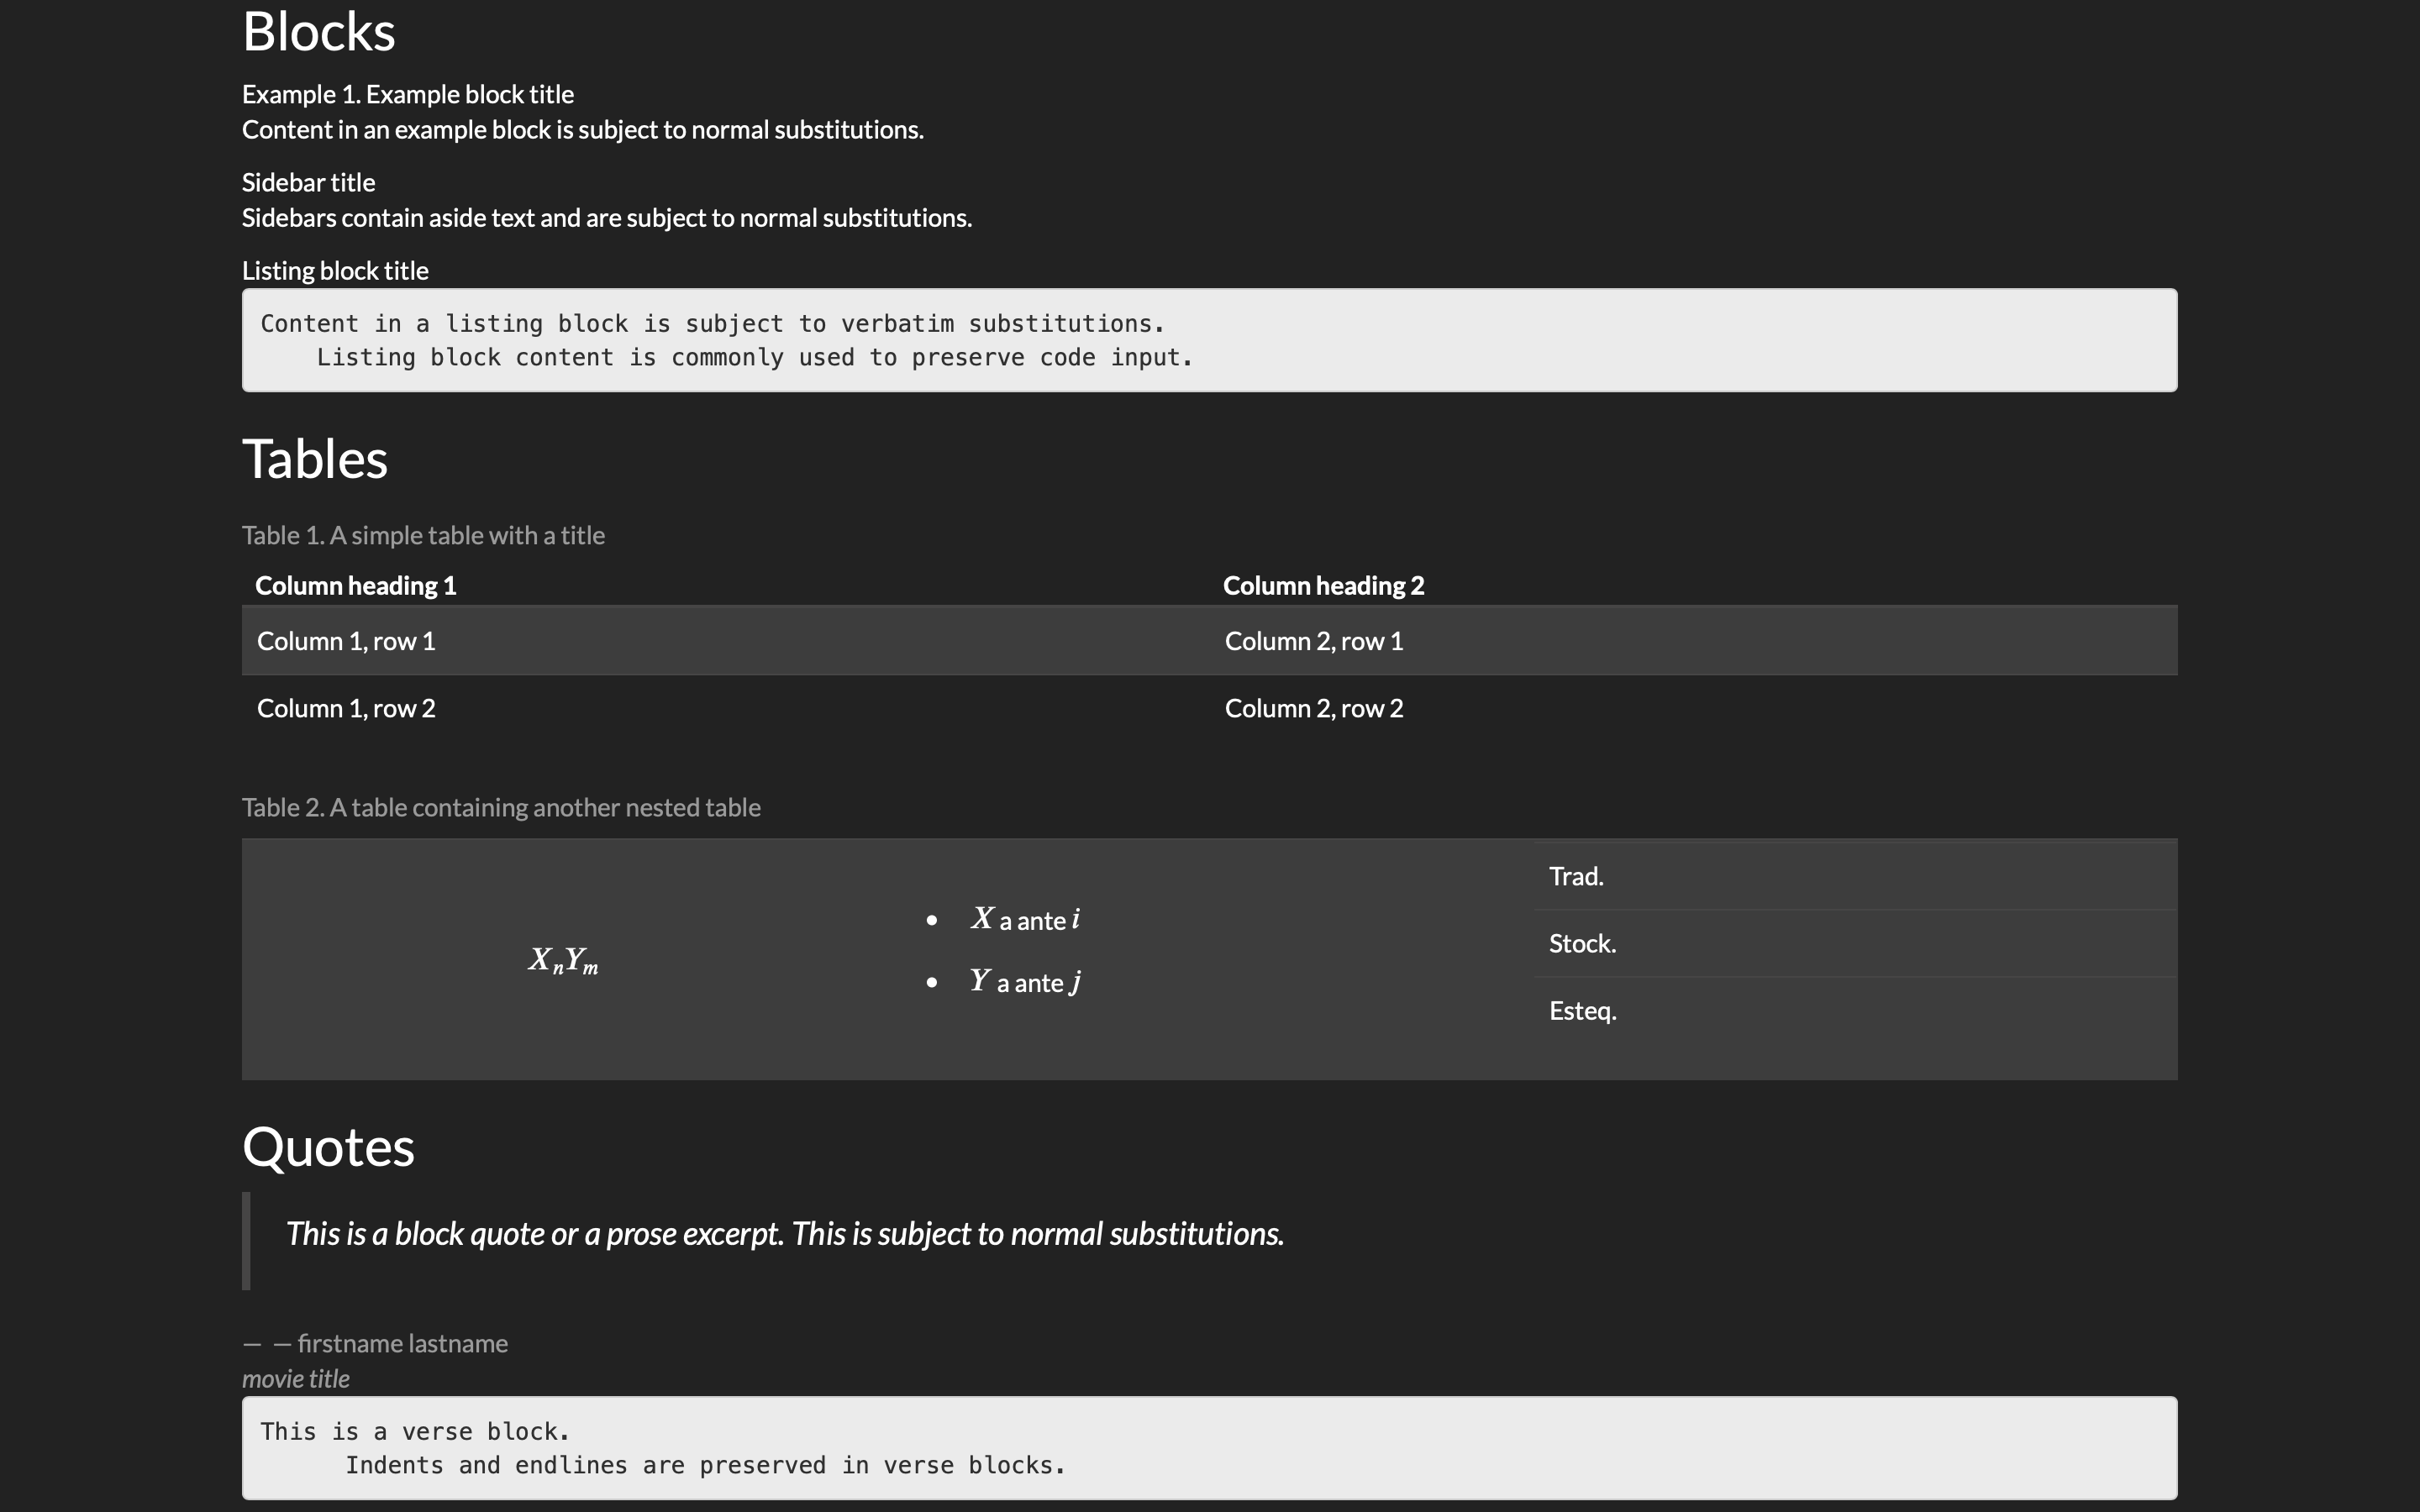 Blocks
Example 1. Example block title
Content in an example block is subject to normal substitutions.
Sidebar title
Sidebars contain aside text and are subject to normal substitutions.
Listing block title
Content in a listing block is subject to verbatim substitutions.
    Listing block content is commonly used to preserve code input.
Tables
Table 1. A simple table with a title
Column heading 1 Column heading 2
Column 1, row 1 Column 2, row 1
Column 1, row 2 Column 2, row 2
Table 2. A table containing another nested table
XₙYₘ
• X a ante i
• Y a ante j
Trad.
Stock.
Esteq.
Quotes
This is a block quote or a prose excerpt. This is subject to normal substitutions.
— — firstname lastname
movie title
This is a verse block.
      Indents and endlines are preserved in verse blocks.